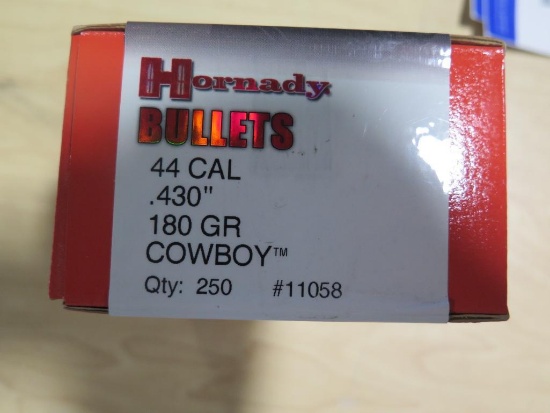 Hornady
BULLETS
44 CAL
.430"
180 GR
COWBOY™
Qty: 250 #11058